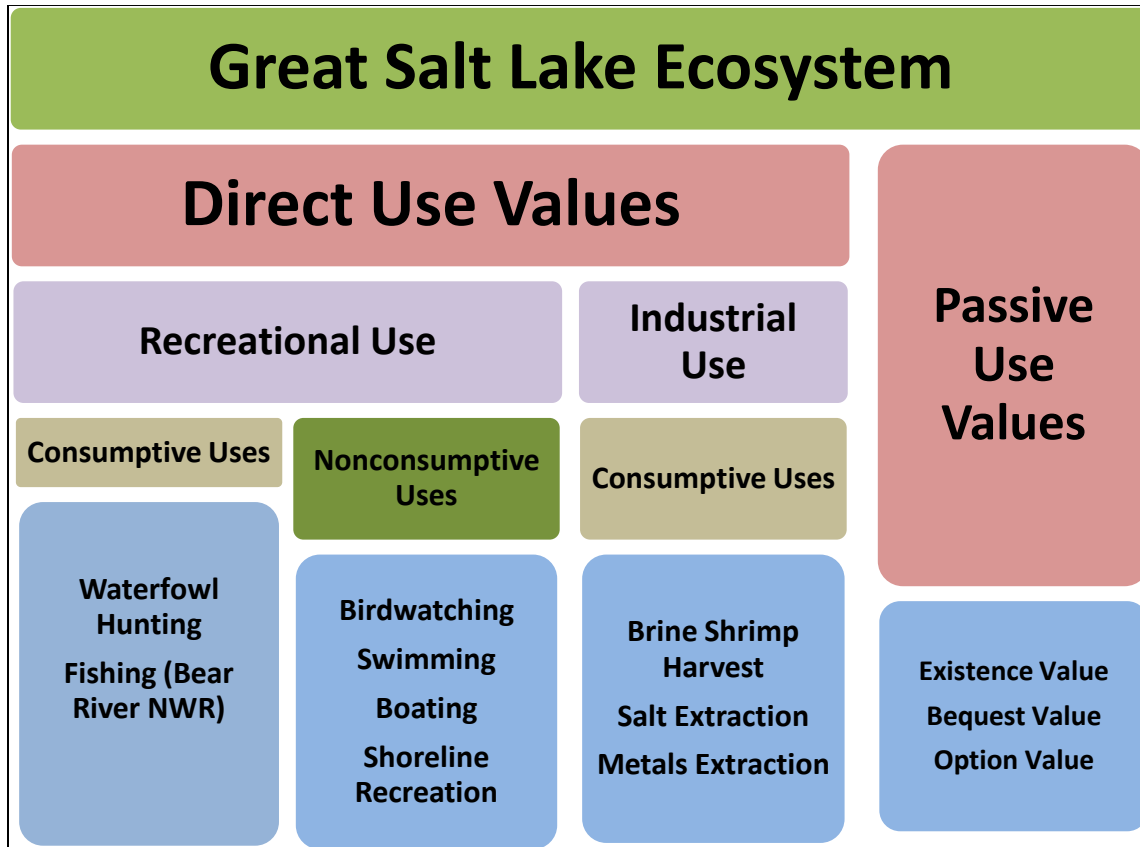 Great Salt Lake Ecosystem
Direct Use Values
Passive
Use
Values
Recreational Use
Industrial
Use
Consumptive Uses
Nonconsumptive
Uses
Consumptive Uses
Waterfowl
Hunting
Fishing (Bear
River NWR)
Birdwatching
Swimming
Boating
Shoreline
Recreation
Brine Shrimp
Harvest
Salt Extraction
Metals Extraction
Existence Value
Bequest Value
Option Value